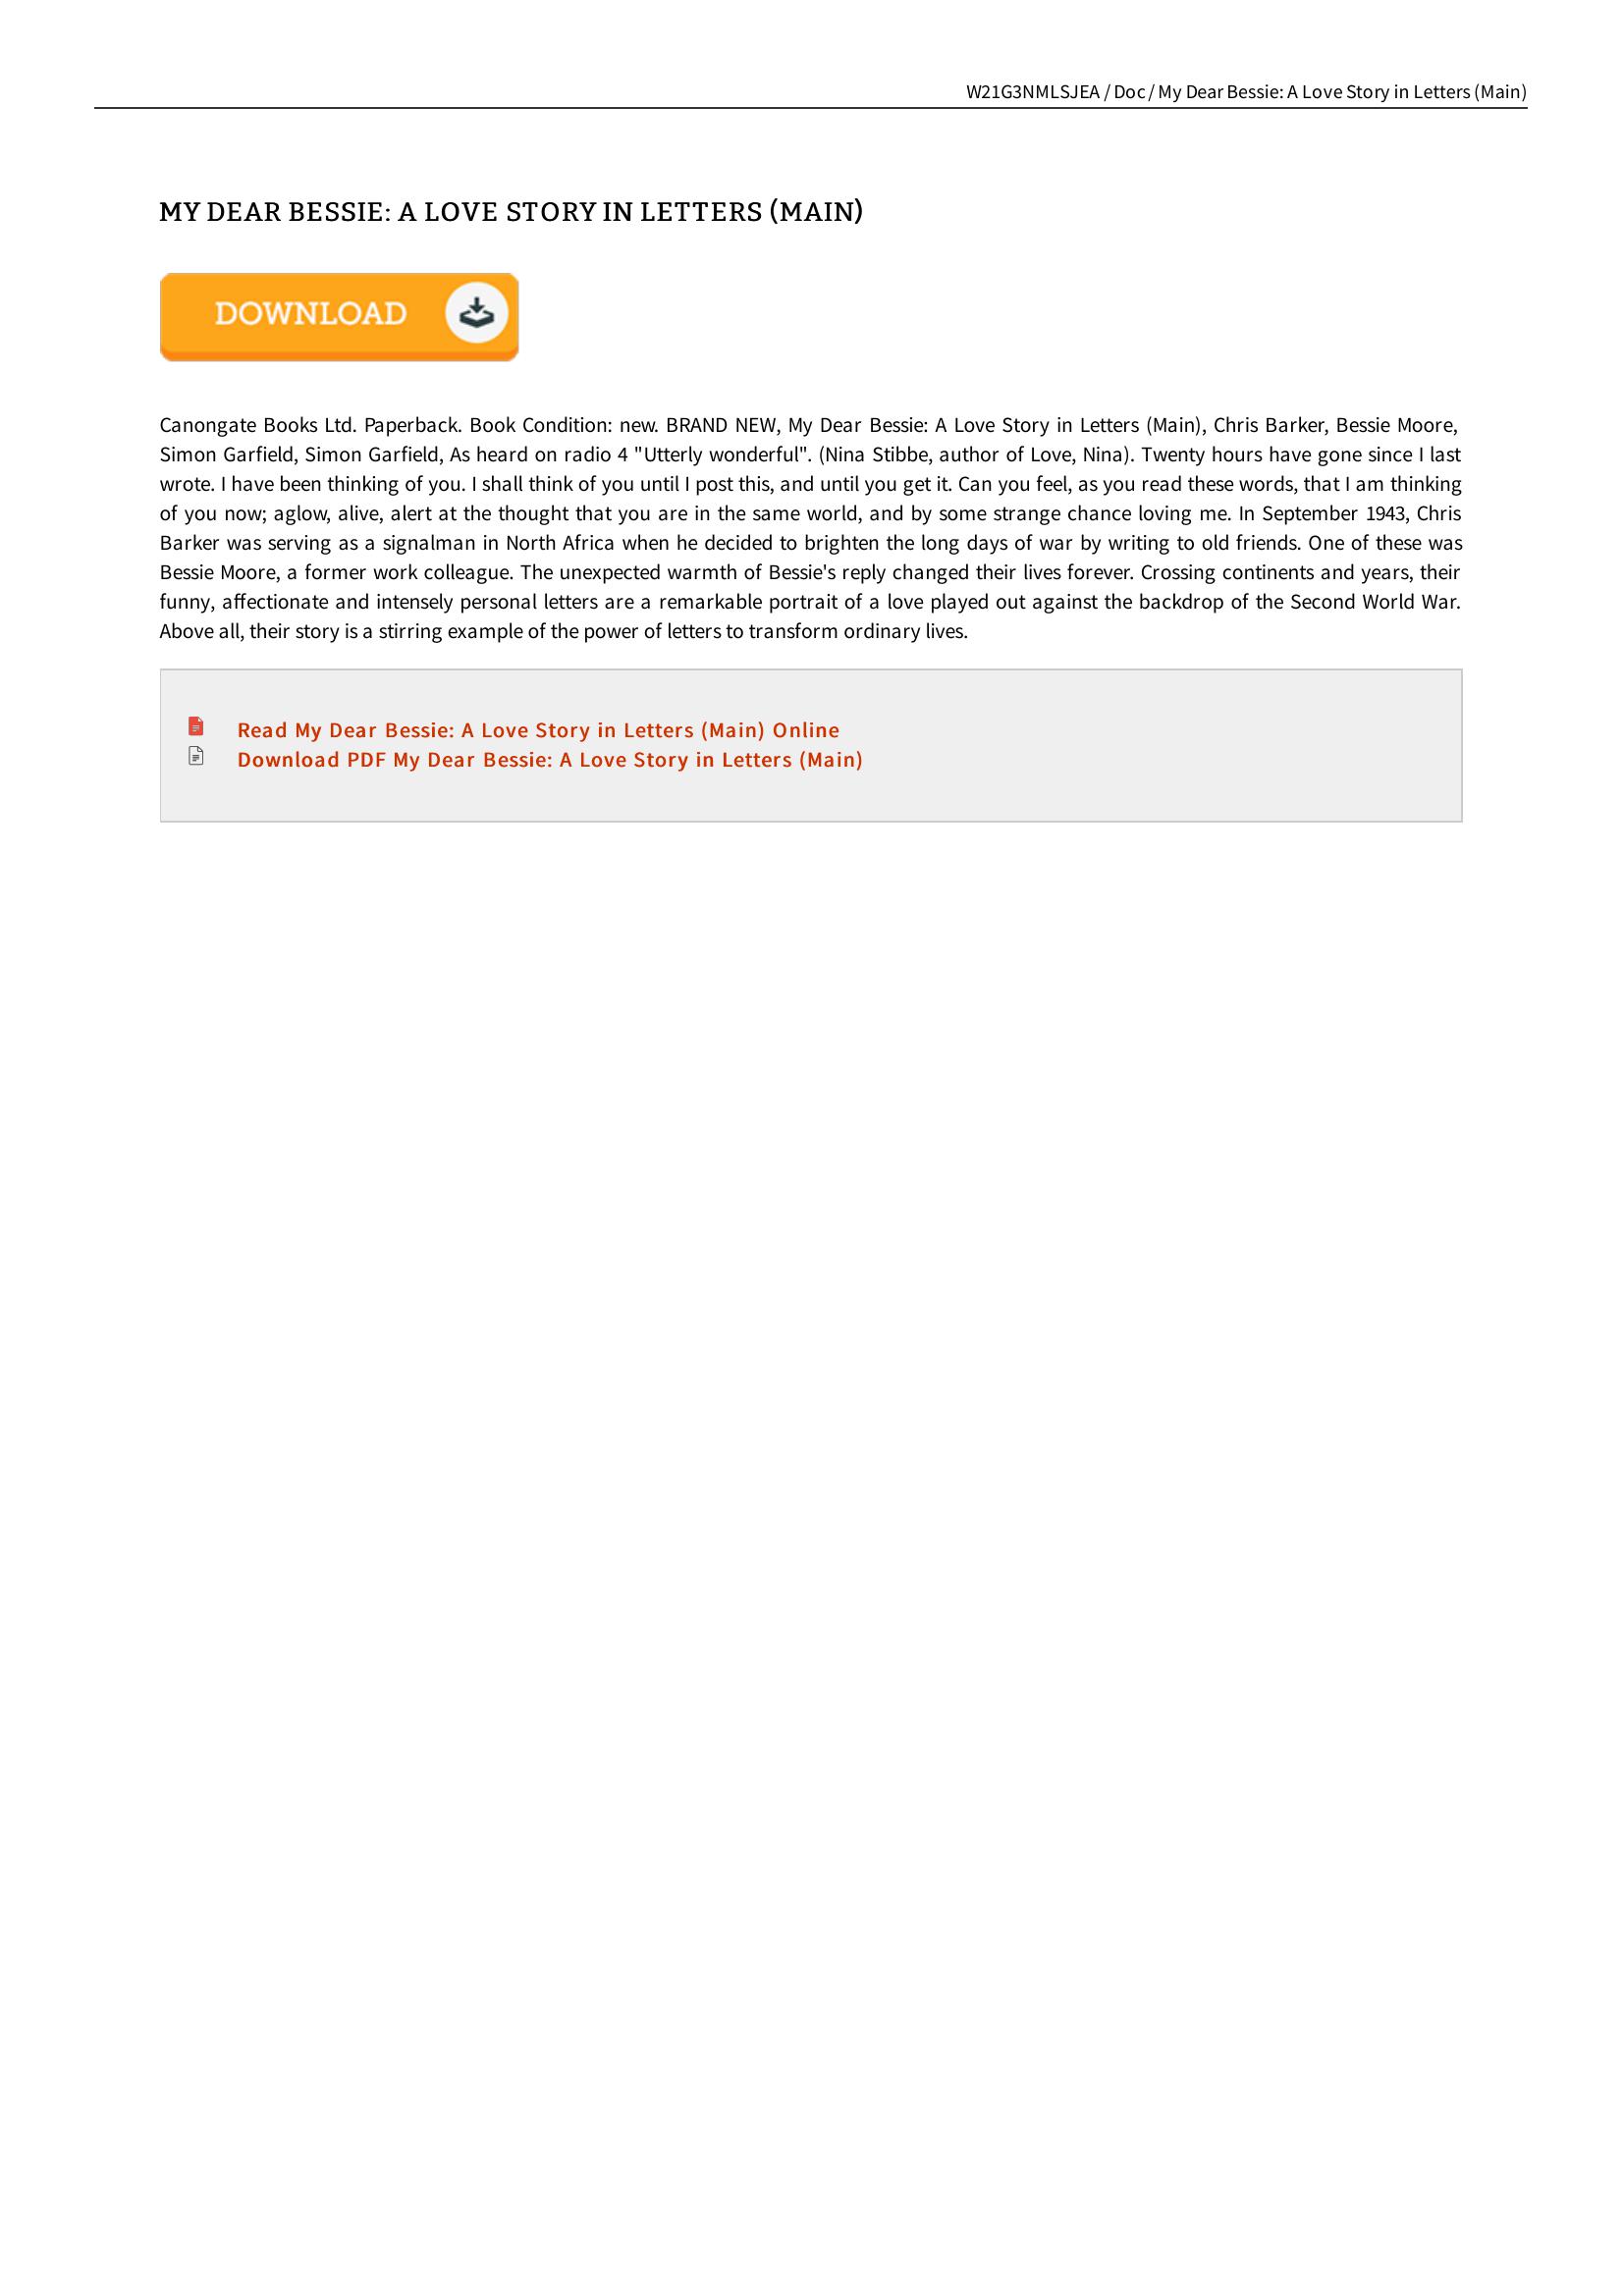 W21G3NMLSJEA / Doc / My Dear Bessie: A Love Story in Letters (Main)
MY DEAR BESSIE: A LOVE STORY IN LETTERS (MAIN)
DOWNLOAD
Canongate Books Ltd. Paperback. Book Condition: new. BRAND NEW, My Dear Bessie: A Love Story in Letters (Main), Chris Barker, Bessie Moore,
Simon Garfield, Simon Garfield, As heard on radio 4 "Utterly wonderful". (Nina Stibbe, author of Love, Nina). Twenty hours have gone since I last
wrote. I have been thinking of you. I shall think of you until I post this, and until you get it. Can you feel, as you read these words, that I am thinking
of you now; aglow, alive, alert at the thought that you are in the same world, and by some strange chance loving me. In September 1943, Chris
Barker was serving as a signalman in North Africa when he decided to brighten the long days of war by writing to old friends. One of these was
Bessie Moore, a former work colleague. The unexpected warmth of Bessie's reply changed their lives forever. Crossing continents and years, their
funny, affectionate and intensely personal letters are a remarkable portrait of a love played out against the backdrop of the Second World War.
Above all, their story is a stirring example of the power of letters to transform ordinary lives.
Read My Dear Bessie: A Love Story in Letters (Main) Online
Download PDF My Dear Bessie: A Love Story in Letters (Main)